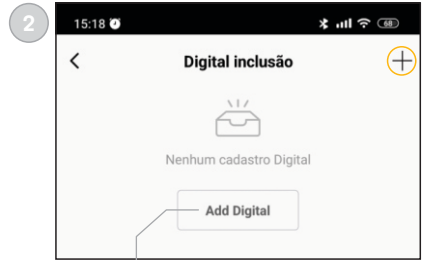 2
15:18
68
Digital inclusão
Nenhum cadastro Digital
Add Digital